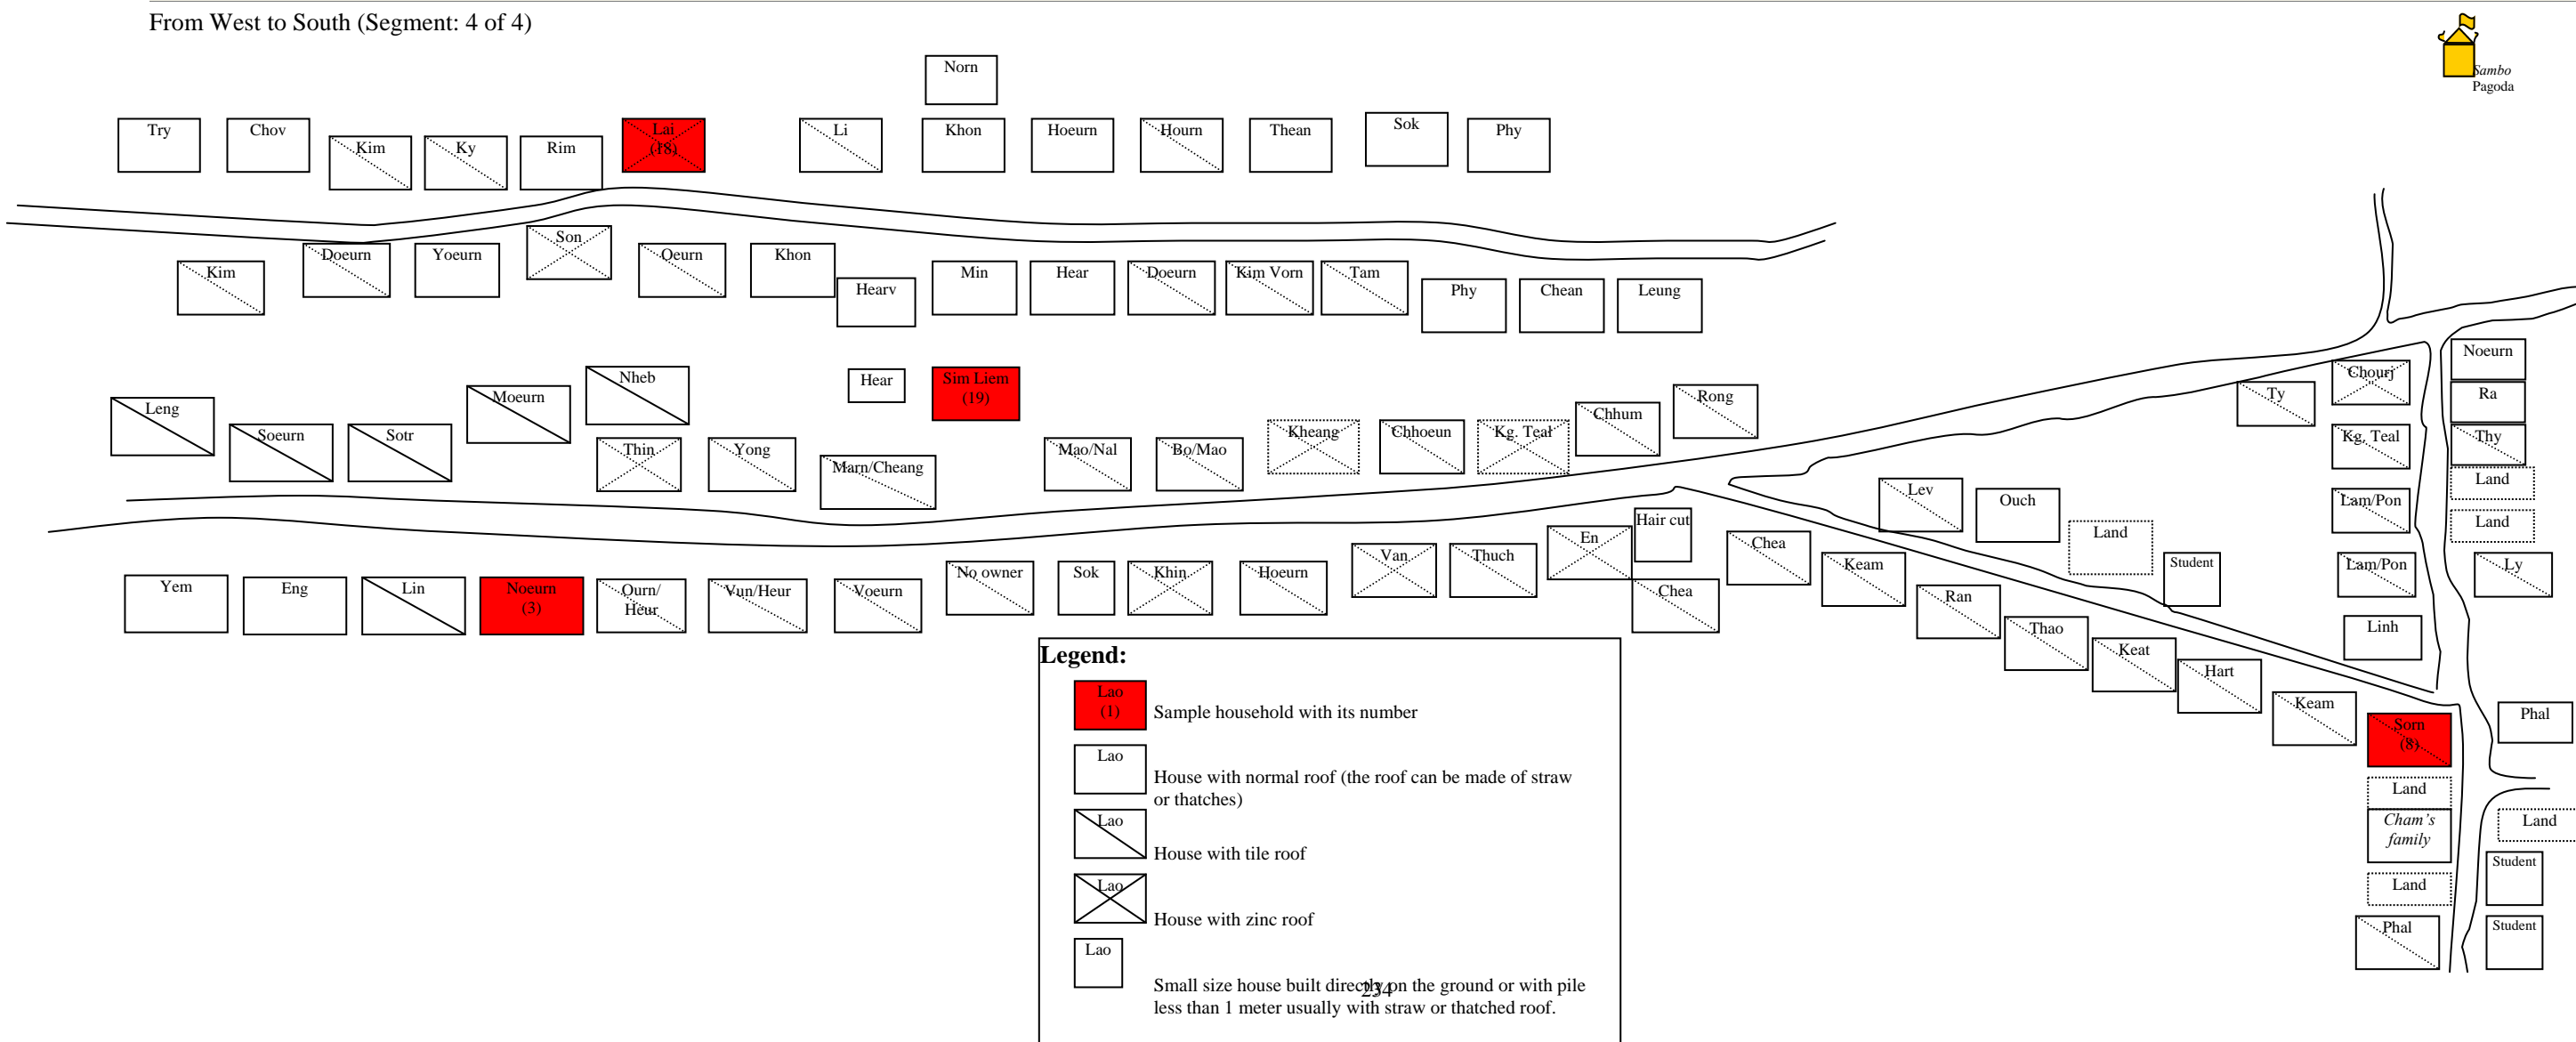 From West to South (Segment: 4 of 4)
Sambo
Pagoda
Norn
Try
Chov
Kim
Ky
Rim
Lai
(18)
Li
Khon
Hoeurn
Hourn
Thean
Sok
Phy
Kim
Doeurn
Yoeurn
Son
Oeurn
Khon
Hearv
Min
Hear
Doeurn
Kim Vorn
Tam
Phy
Chean
Leung
Leng
Soeurn
Sotr
Moeurn
Nheb
Thin
Yong
Marn/Cheang
Hear
Sim Liem
(19)
Mao/Nal
Bo/Mao
Kheang
Chhoeun
Kg. Teal
Chhum
Rong
Ty
Chourj
Kg. Teal
Lam/Pon
Lam/Pon
Linh
Noeurn
Ra
Thy
Land
Land
Ly
Lev
Ouch
Land
Student
Yem
Eng
Lin
Noeurn
(3)
Ourn/
Heur
Vun/Heur
Voeurn
No owner
Sok
Khin
Hoeurn
Van
Thuch
En
Hair cut
Chea
Chea
Keam
Ran
Thao
Keat
Hart
Keam
Sorn
(8)
Phal
Land
Cham's
family
Land
Land
Student
Phal
Student
Legend:
Lao
(1)
Sample household with its number
Lao
House with normal roof (the roof can be made of straw
or thatches)
Lao
House with tile roof
Lao
House with zinc roof
Lao
Small size house built directly on the ground or with pile
less than 1 meter usually with straw or thatched roof.
234